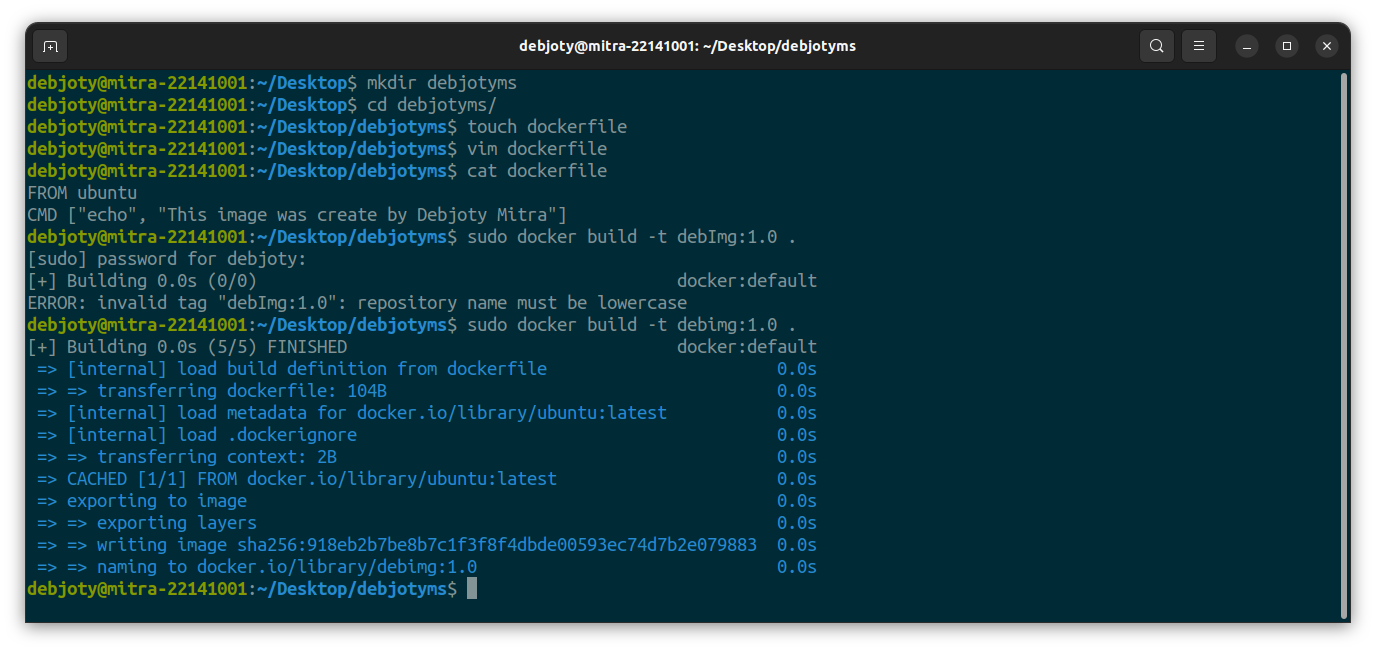 debjoty@mitra-22141001: ~/Desktop/debjotyms
debjoty@mitra-22141001:~/Desktop$ mkdir debjotyms
debjoty@mitra-22141001:~/Desktop$ cd debjotyms/
debjoty@mitra-22141001:~/Desktop/debjotyms$ touch dockerfile
debjoty@mitra-22141001:~/Desktop/debjotyms$ vim dockerfile
debjoty@mitra-22141001:~/Desktop/debjotyms$ cat dockerfile
FROM ubuntu
CMD ["echo", "This image was create by Debjoty Mitra"]
debjoty@mitra-22141001:~/Desktop/debjotyms$ sudo docker build -t debImg:1.0 .
[sudo] password for debjoty:
[+] Building 0.0s (0/0) docker:default
ERROR: invalid tag "debImg:1.0": repository name must be lowercase
debjoty@mitra-22141001:~/Desktop/debjotyms$ sudo docker build -t debimg:1.0 .
[+] Building 0.0s (5/5) FINISHED docker:default
=> [internal] load build definition from dockerfile 0.0s
=> => transferring dockerfile: 104B 0.0s
=> [internal] load metadata for docker.io/library/ubuntu:latest 0.0s
=> [internal] load .dockerignore 0.0s
=> => transferring context: 2B 0.0s
=> CACHED [1/1] FROM docker.io/library/ubuntu:latest 0.0s
=> exporting to image 0.0s
=> => exporting layers 0.0s
=> => writing image sha256:918eb2b7be8b7c1f3f8f4dbde00593ec74d7b2e079883 0.0s
=> => naming to docker.io/library/debimg:1.0 0.0s
debjoty@mitra-22141001:~/Desktop/debjotyms$